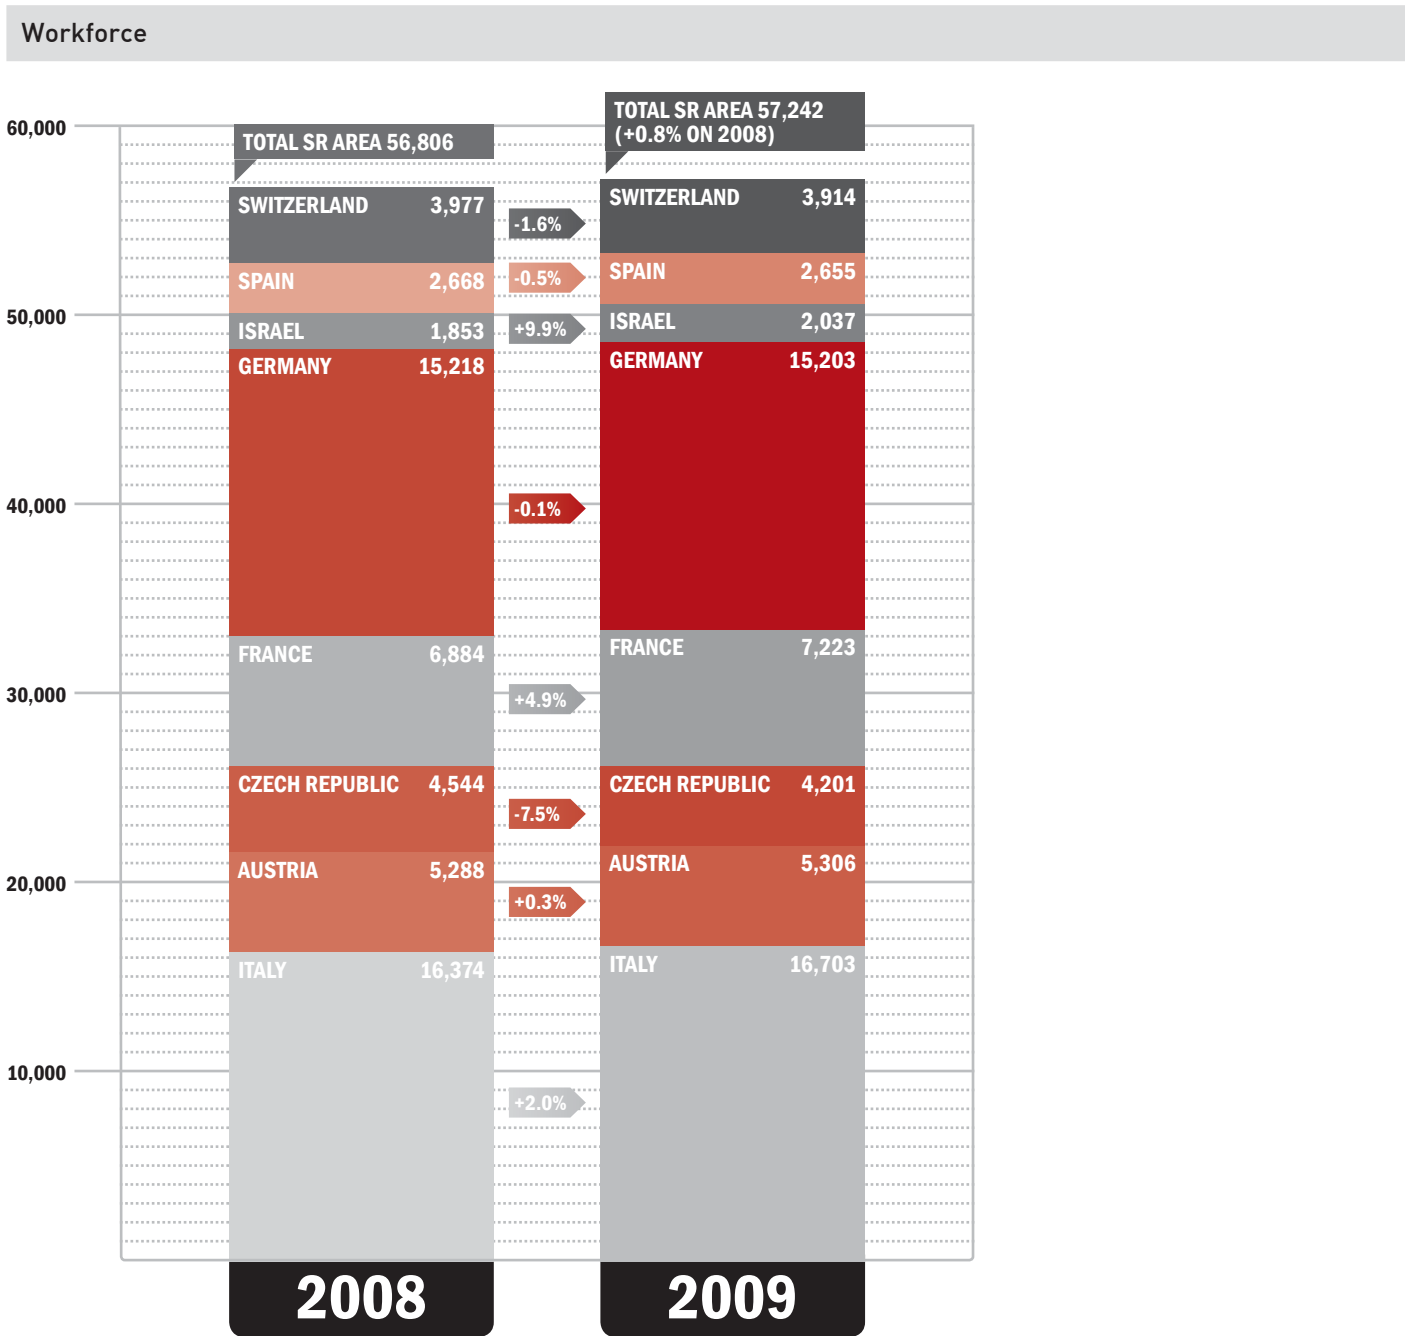 Workforce
60,000
50,000
40,000
30,000
20,000
10,000
TOTAL SR AREA 56,806
SWITZERLAND 3,977
SPAIN 2,668
ISRAEL 1,853
GERMANY 15,218
FRANCE 6,884
CZECH REPUBLIC 4,544
AUSTRIA 5,288
ITALY 16,374
2008
-1.6%
-0.5%
+9.9%
-0.1%
+4.9%
-7.5%
+0.3%
+2.0%
TOTAL SR AREA 57,242
(+0.8% ON 2008)
SWITZERLAND 3,914
SPAIN 2,655
ISRAEL 2,037
GERMANY 15,203
FRANCE 7,223
CZECH REPUBLIC 4,201
AUSTRIA 5,306
ITALY 16,703
2009